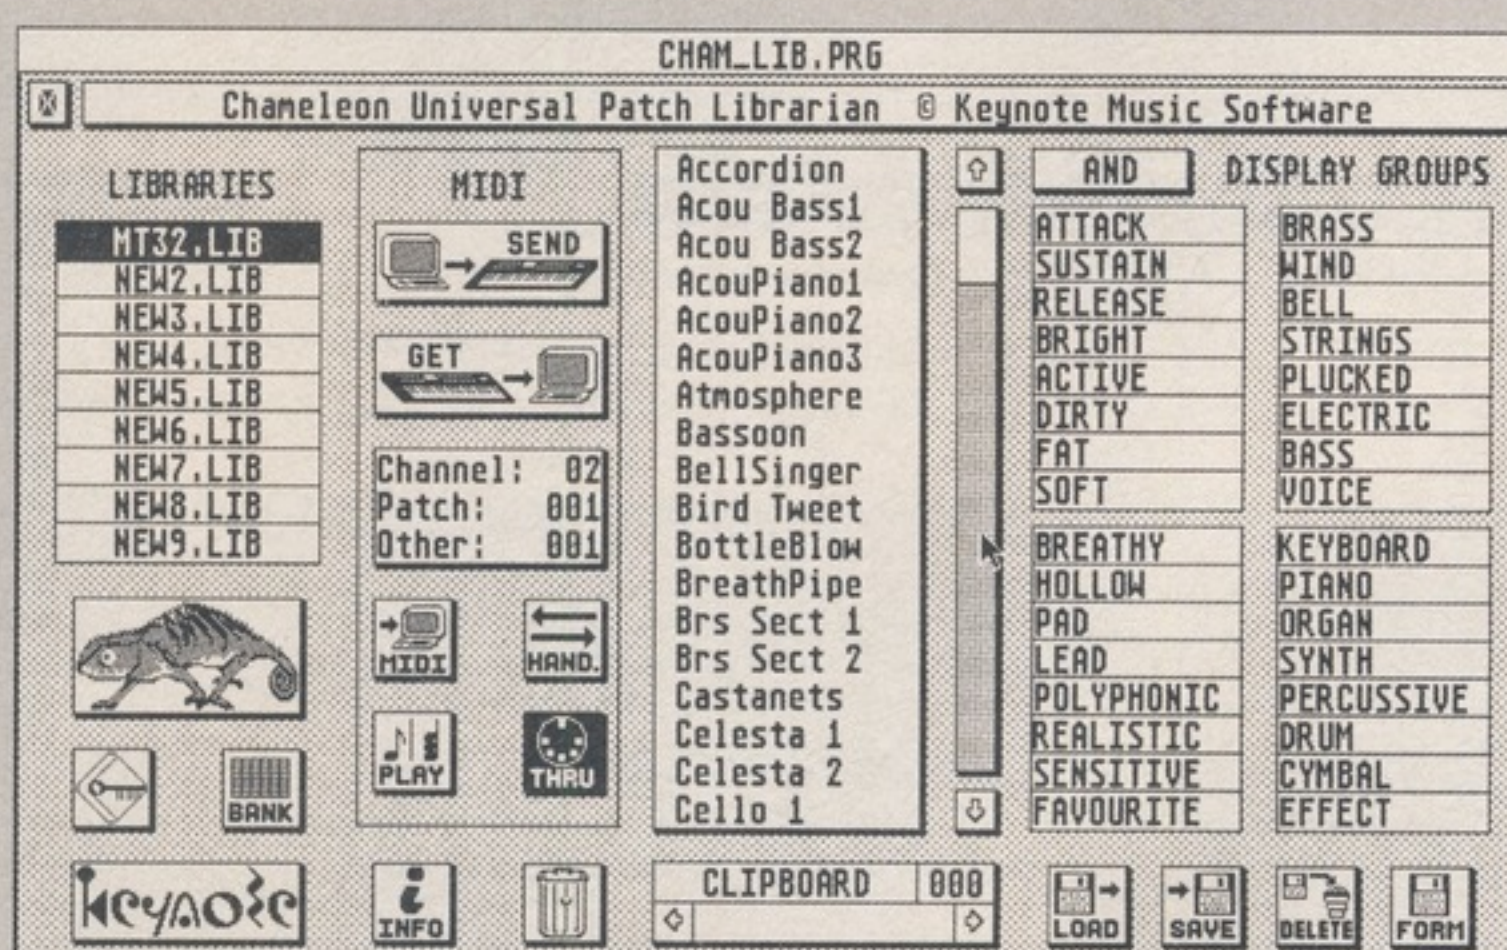 CHAM_LIB.PRG
Chameleon Universal Patch Librarian © Keynote Music Software
LIBRARIES
MT32.LIB
NEW2.LIB
NEW3.LIB
NEW4.LIB
NEW5.LIB
NEW6.LIB
NEW7.LIB
NEW8.LIB
NEW9.LIB
BANK
Keynote
MIDI
SEND
GET
Channel: 02
Patch: 001
Other: 001
MIDI
HAND.
PLAY
THRU
INFO
Accordion
Acou Bass1
Acou Bass2
AcouPiano1
AcouPiano2
AcouPiano3
Atmosphere
Bassoon
BellSinger
Bird Tweet
BottleBlow
BreathPipe
Brs Sect 1
Brs Sect 2
Castanets
Celesta 1
Celesta 2
Cello 1
CLIPBOARD 000
AND DISPLAY GROUPS
ATTACK
SUSTAIN
RELEASE
BRIGHT
ACTIVE
DIRTY
FAT
SOFT
BREATHY
HOLLOW
PAD
LEAD
POLYPHONIC
REALISTIC
SENSITIVE
FAVOURITE
BRASS
WIND
BELL
STRINGS
PLUCKED
ELECTRIC
BASS
VOICE
KEYBOARD
PIANO
ORGAN
SYNTH
PERCUSSIVE
DRUM
CYMBAL
EFFECT
LOAD
SAVE
DELETE
FORM